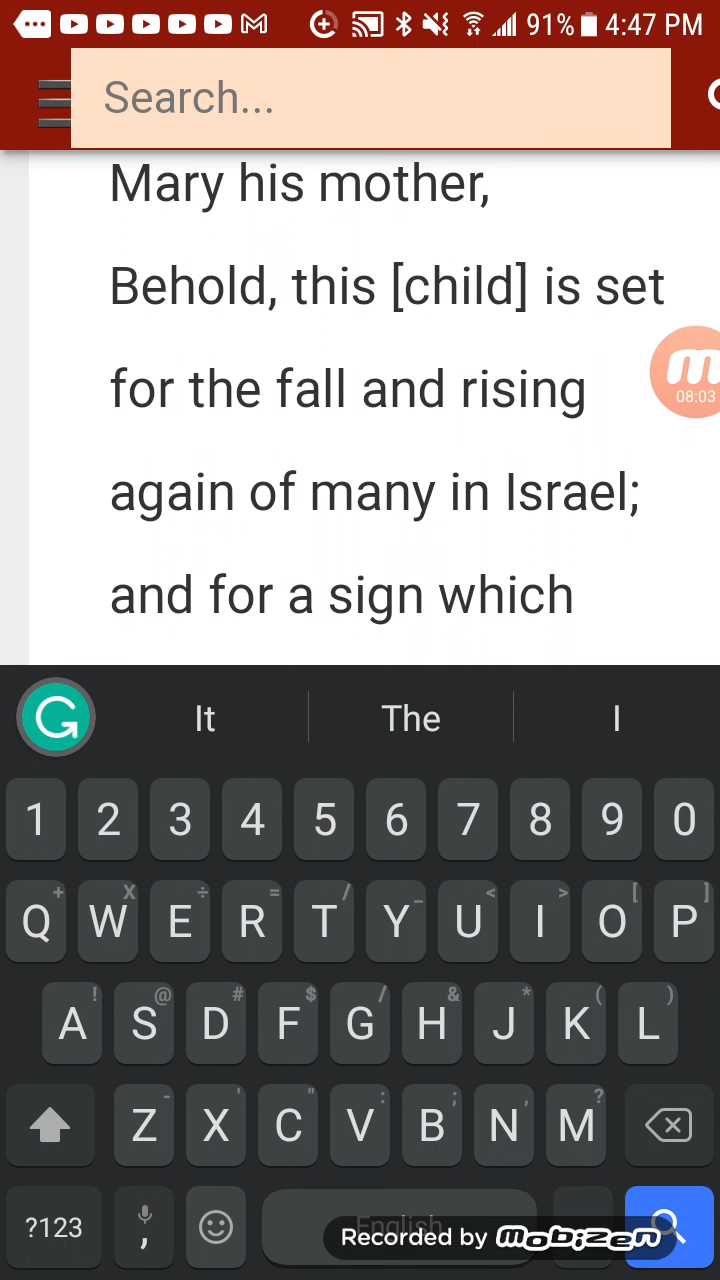 91% 4:47 PM
Search...
Mary his mother,
Behold, this [child] is set
08:03
for the fall and rising
again of many in Israel;
and for a sign which
It The I
1 2 3 4 5 6 7 8 9 0
+ X ÷ = / _ < > [ ]
Q W E R T Y U I O P
! @ # $ / & * ( )
A S D F G H J K L
- ' " : ; , ?
Z X C V B N M
?123 , English
Recorded by mobizen